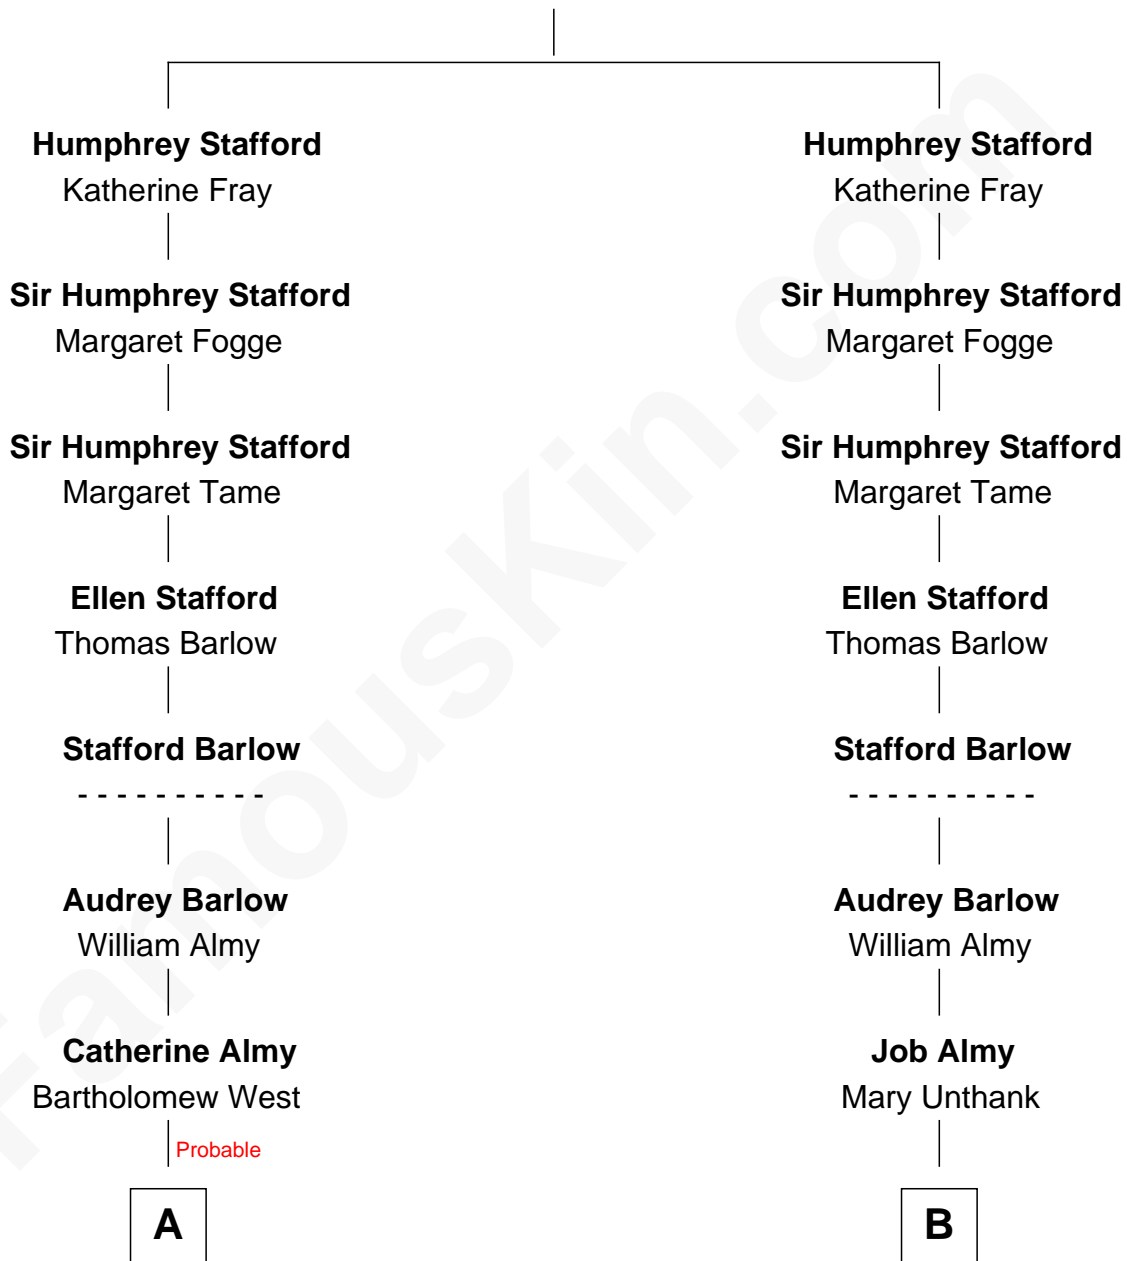 Humphrey Stafford Humphrey Stafford
Katherine Fray Katherine Fray
Sir Humphrey Stafford Sir Humphrey Stafford
Margaret Fogge Margaret Fogge
Sir Humphrey Stafford Sir Humphrey Stafford
Margaret Tame Margaret Tame
Ellen Stafford Ellen Stafford
Thomas Barlow Thomas Barlow
Stafford Barlow Stafford Barlow
- - - - - - - - - - - - - - - - - - - -
Audrey Barlow Audrey Barlow
William Almy William Almy
Catherine Almy Job Almy
Bartholomew West Mary Unthank
Probable
A B
FamousKin.com